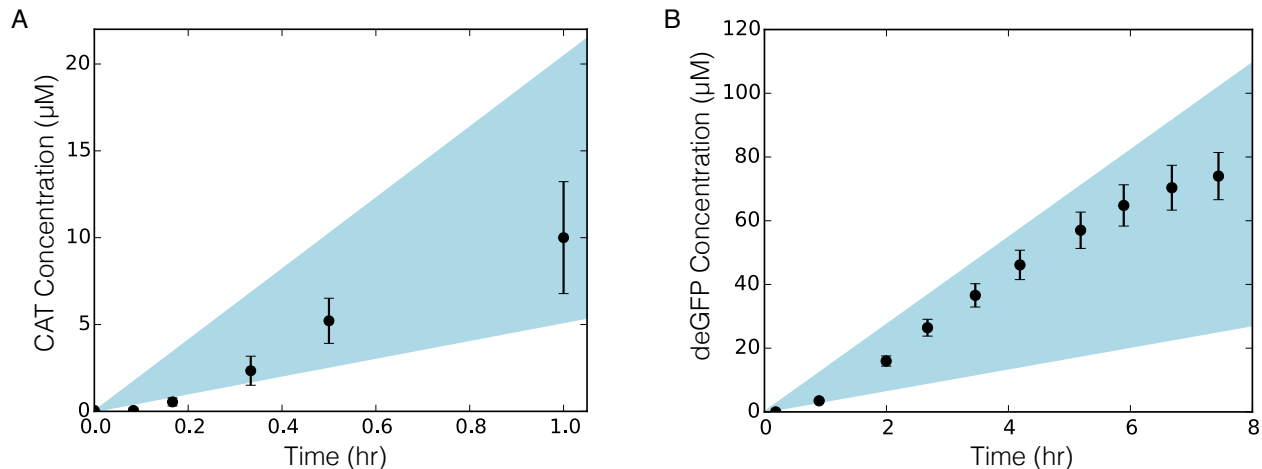 A
CAT Concentration (μM)
20
15
10
5
0
0.0 0.2 0.4 0.6 0.8 1.0
Time (hr)
B
deGFP Concentration (μM)
120
100
80
60
40
20
0
0 2 4 6 8
Time (hr)